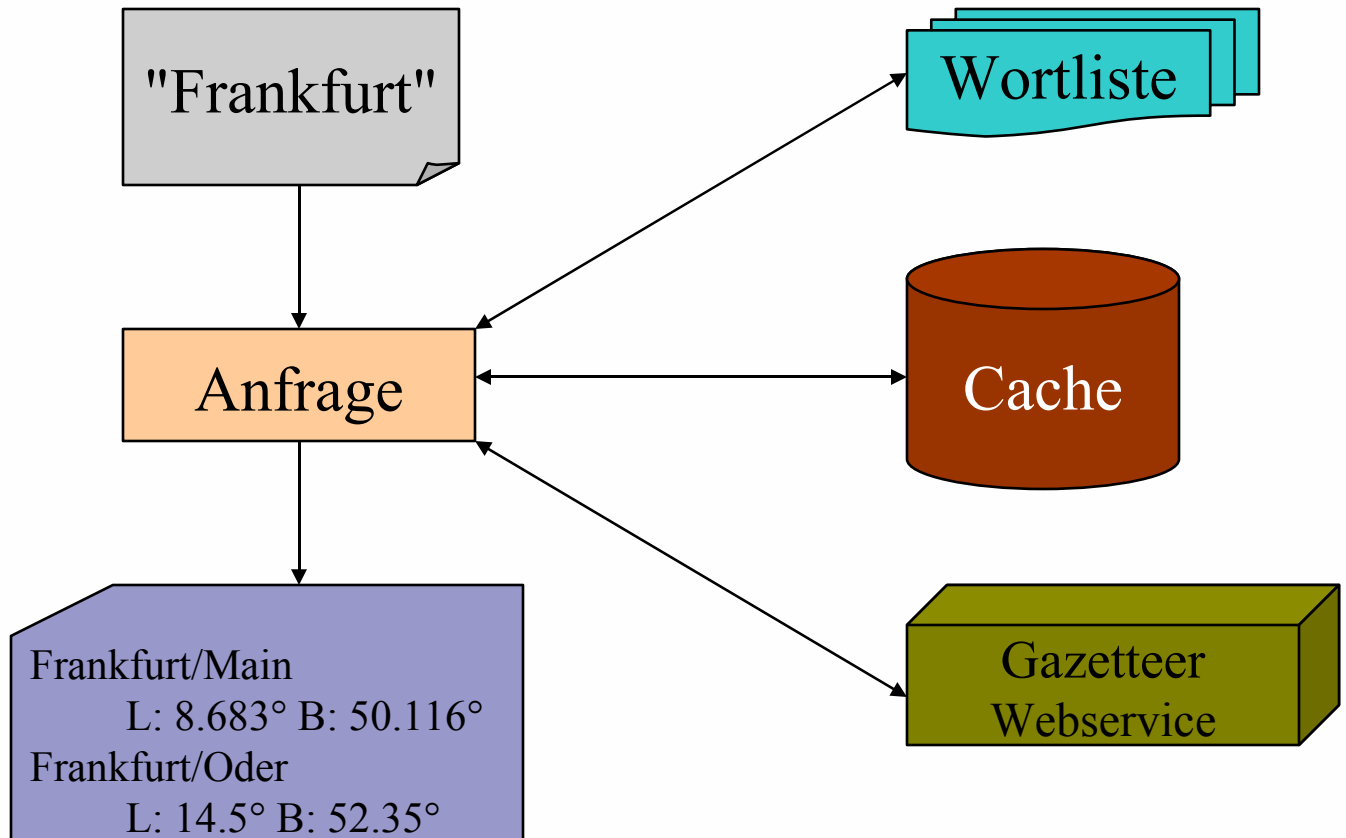 "Frankfurt"
Wortliste
Anfrage
Cache
Frankfurt/Main
L: 8.683° B: 50.116°
Frankfurt/Oder
L: 14.5° B: 52.35°
Gazetteer
Webservice